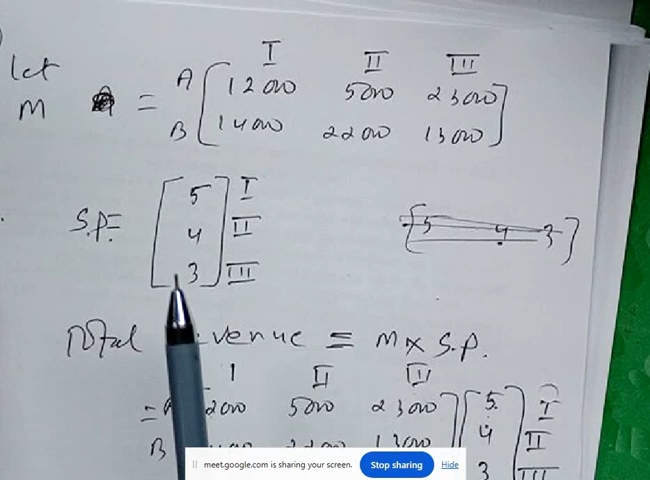 I II III
let
M = A [ 12000 5000 23000 ]
B [ 14000 22000 13000 ]
S.P = [ 5 ] I
[ 4 ] II
[ 3 ] III
[ 5 4 3 ]
Total venue = M × S.P.
I II III
= 2000 5000 23000 ] [ 5 I
B 13000 4 II
3 III
meet.google.com is sharing your screen. Stop sharing Hide